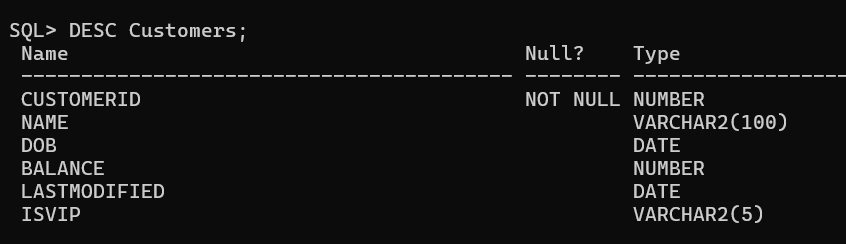 SQL> DESC Customers;
 Name                                      Null?    Type
 ----------------------------------------- -------- ------------------
 CUSTOMERID                                NOT NULL NUMBER
 NAME                                               VARCHAR2(100)
 DOB                                                DATE
 BALANCE                                            NUMBER
 LASTMODIFIED                                       DATE
 ISVIP                                              VARCHAR2(5)